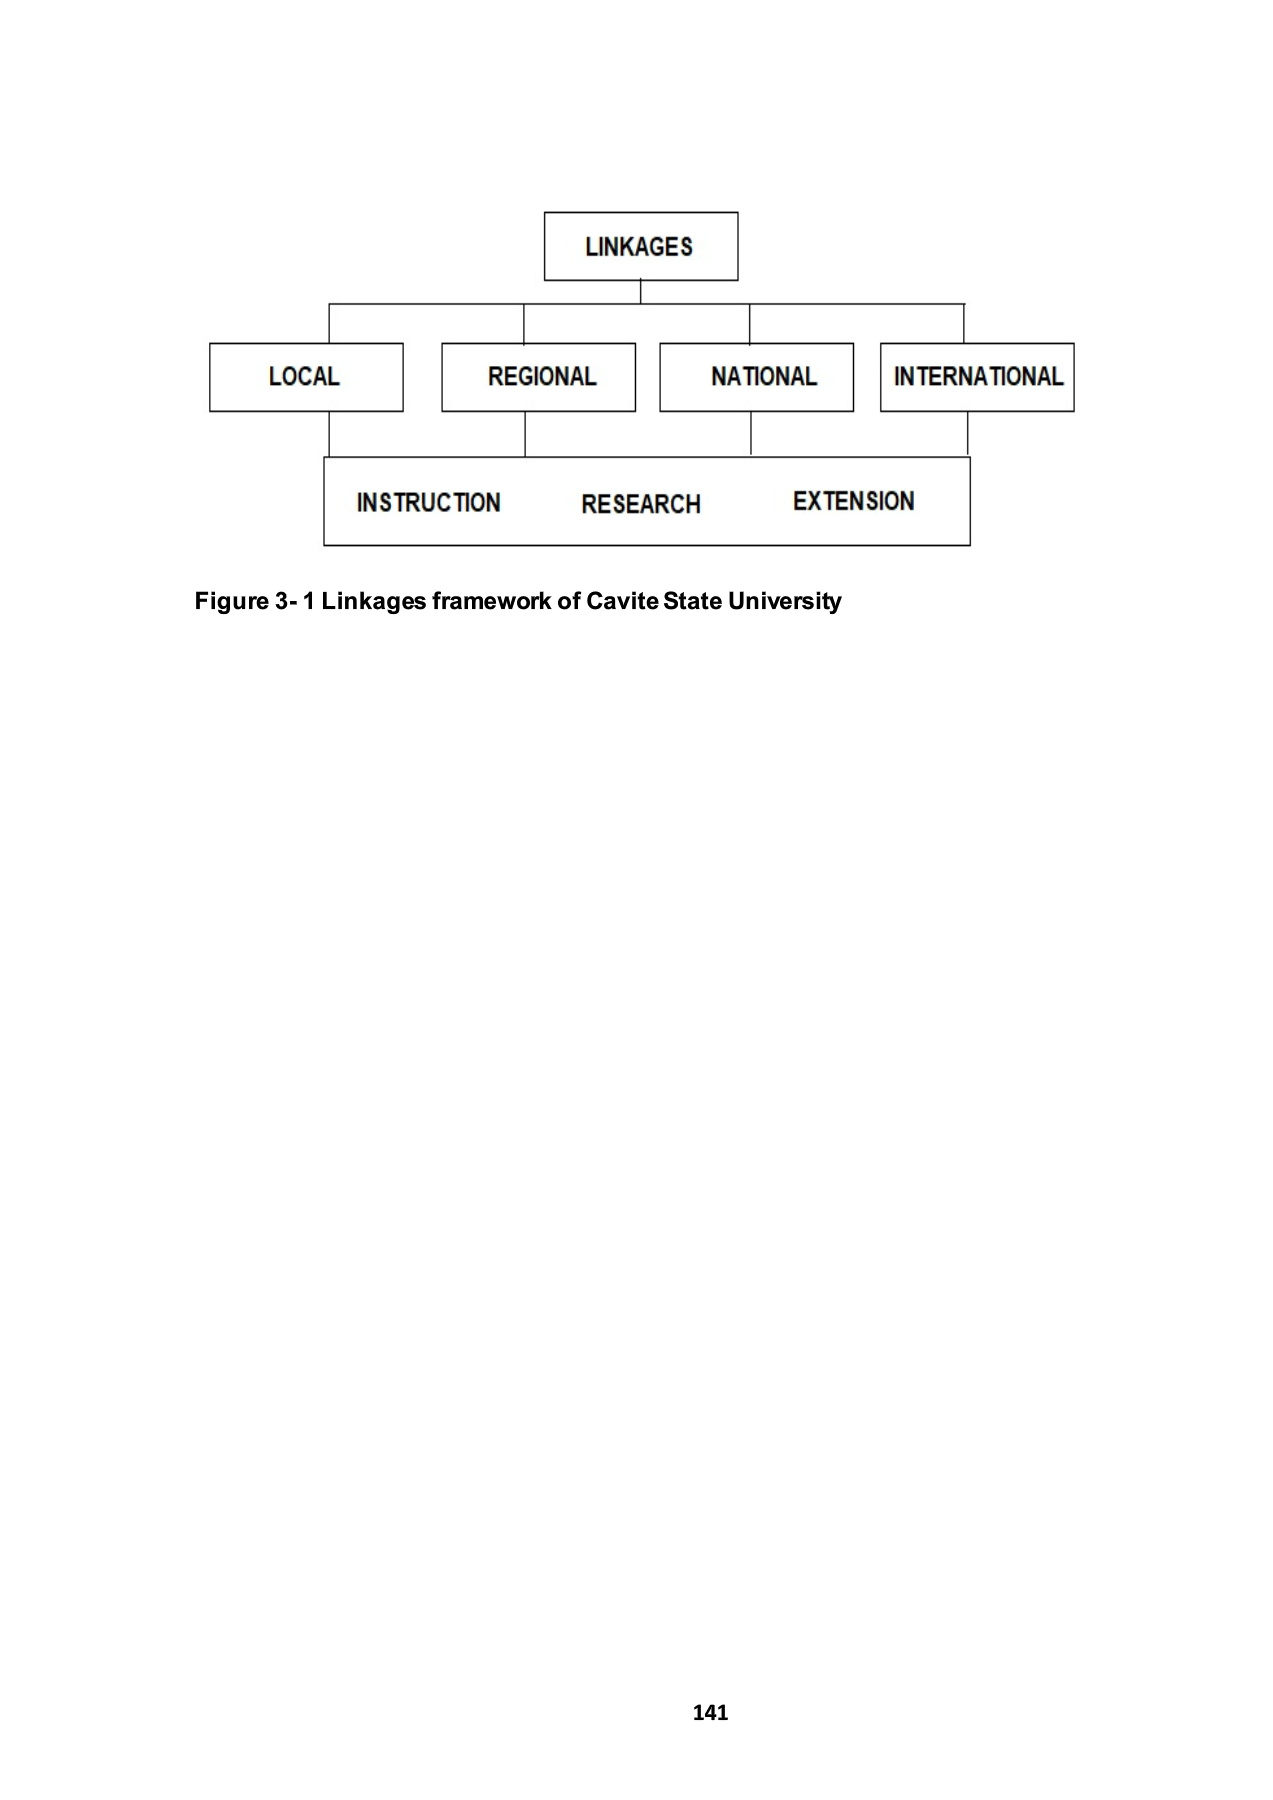 LINKAGES
LOCAL REGIONAL NATIONAL INTERNATIONAL
INSTRUCTION RESEARCH EXTENSION
Figure 3- 1 Linkages framework of Cavite State University
141